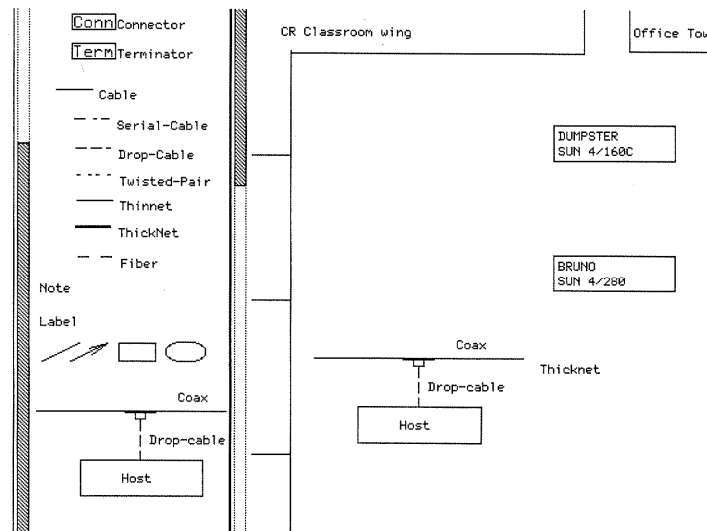 Conn Connector
Term Terminator
Cable
Serial-Cable
Drop-Cable
Twisted-Pair
Thinnet
ThickNet
Fiber
Note
Label
Coax
Drop-cable
Host
CR Classroom wing
Office Tow
DUMPSTER
SUN 4/160C
BRUNO
SUN 4/280
Coax
Thicknet
Drop-cable
Host